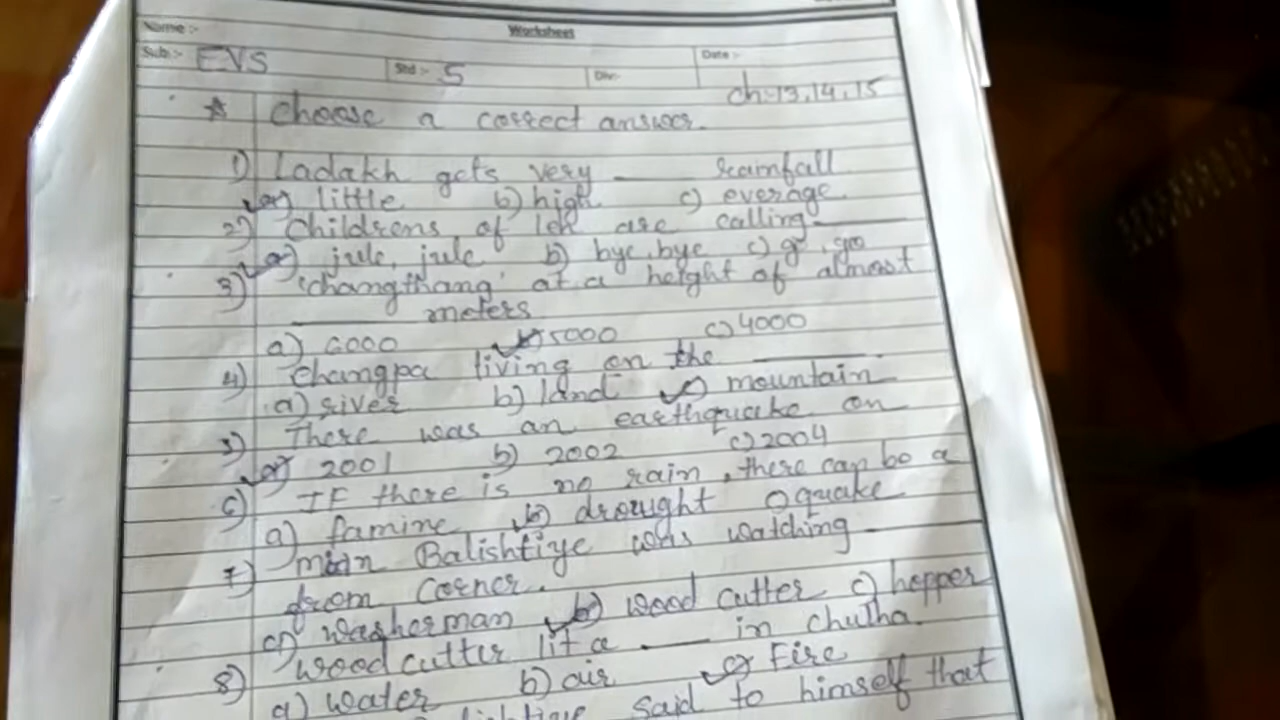 Worksheet
Name :-
Sub :- EVS Std :- 5 Div:- Date :-
ch:-13,14,15
* Choose a correct answer.
1) Ladakh gets very ____ rainfall
a) little b) high c) everage
2) Childrens of leh are calling ____
a) jule, jule b) bye, bye c) go, go
3) 'changthang' at a height of almost
____ meters
a) 6000 b) 5000 c) 4000
4) Changpa living on the ____.
a) river b) land c) mountain
5) There was an earthquake on
a) 2001 b) 2002 c) 2004
6) IF there is no rain, there can be a
a) famine b) drought c) quake
7) Balishtiye was watching ____
from corner.
a) washerman b) wood cutter c) hopper
8) wood cutter lit a ____ in chulha.
a) water b) air c) Fire
said to himself that